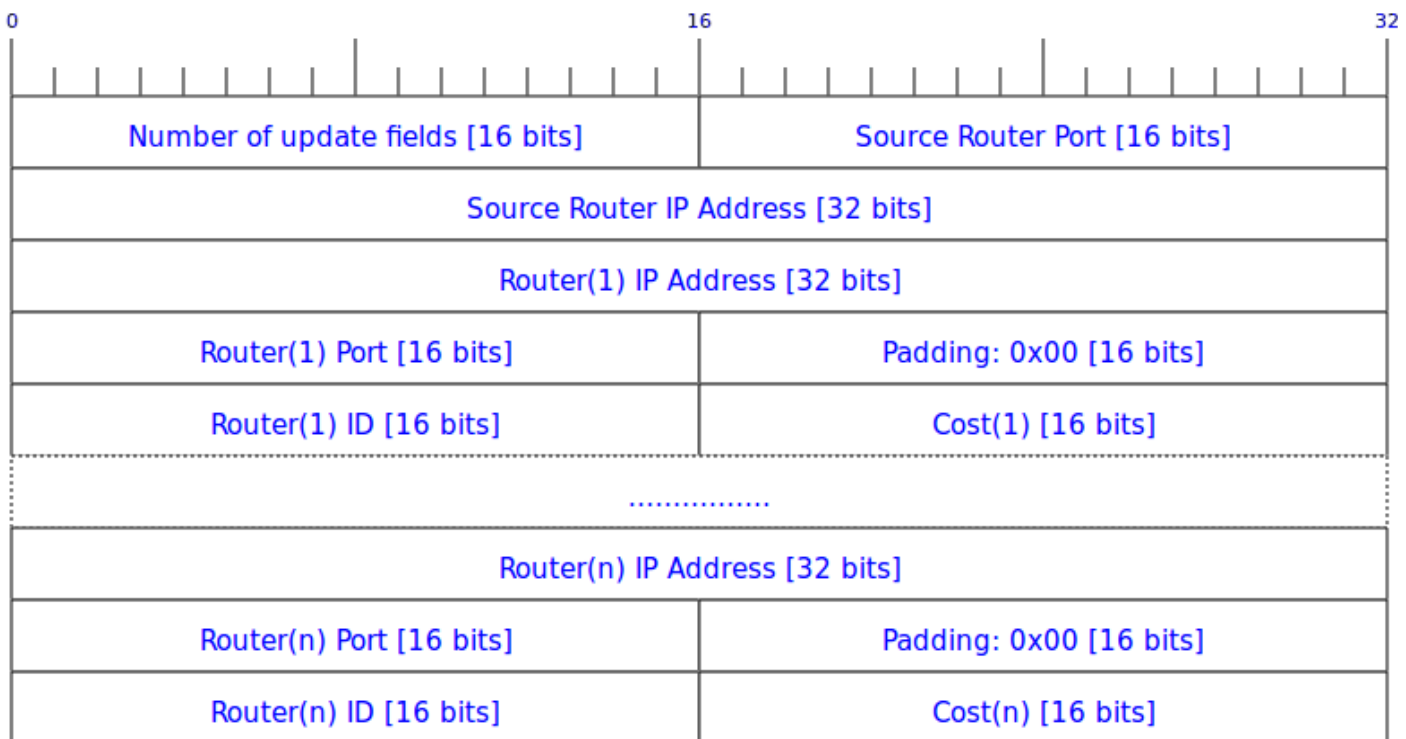 0 16 32
Number of update fields [16 bits] Source Router Port [16 bits]
Source Router IP Address [32 bits]
Router(1) IP Address [32 bits]
Router(1) Port [16 bits] Padding: 0x00 [16 bits]
Router(1) ID [16 bits] Cost(1) [16 bits]
................
Router(n) IP Address [32 bits]
Router(n) Port [16 bits] Padding: 0x00 [16 bits]
Router(n) ID [16 bits] Cost(n) [16 bits]